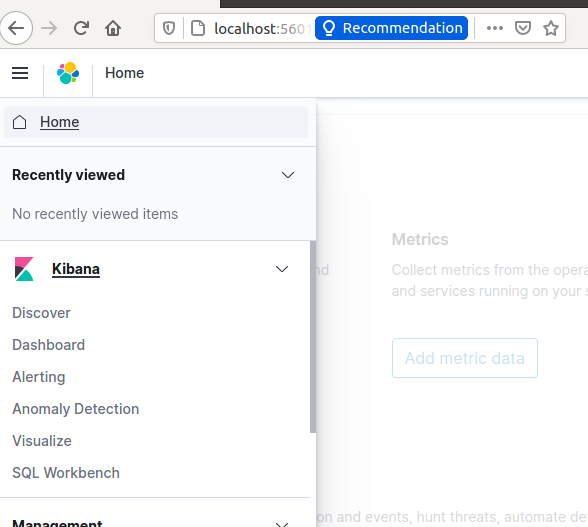 localhost:5601
Recommendation
Home
Home
Recently viewed
No recently viewed items
Kibana
Discover
Dashboard
Alerting
Anomaly Detection
Visualize
SQL Workbench
Management
Metrics
Collect metrics from the opera
and services running on your s
Add metric data
nd
on and events, hunt threats, automate de